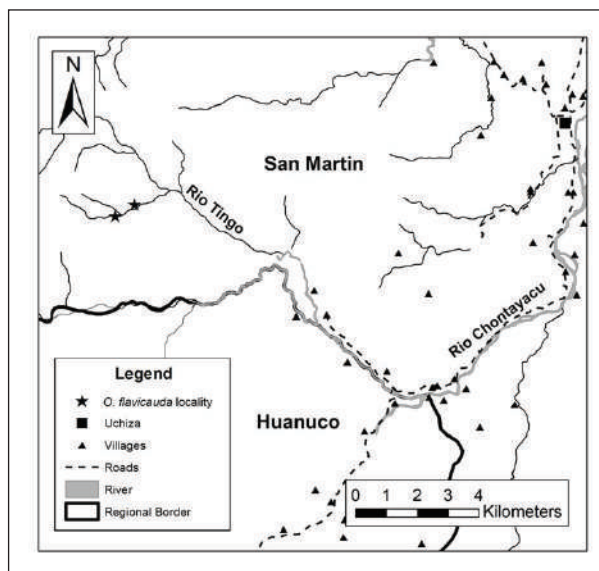 N
San Martin
Rio Tingo
Rio Chontayacu
Huanuco
Legend
O. flavicauda locality
Uchiza
Villages
Roads
River
Regional Border
0 1 2 3 4
Kilometers